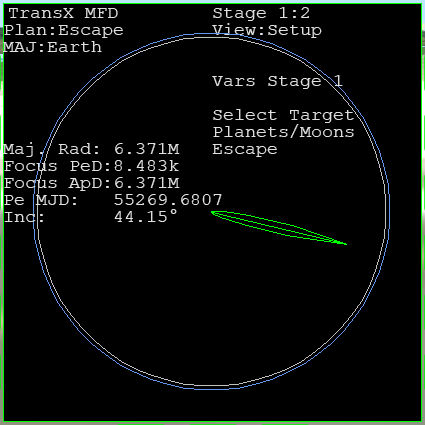 TransX MFD Stage 1:2
Plan:Escape View:Setup
MAJ:Earth
Vars Stage 1
Select Target
Planets/Moons
Maj. Rad: 6.371M Escape
Focus PeD:8.483k
Focus ApD:6.371M
Pe MJD: 55269.6807
Inc: 44.15°